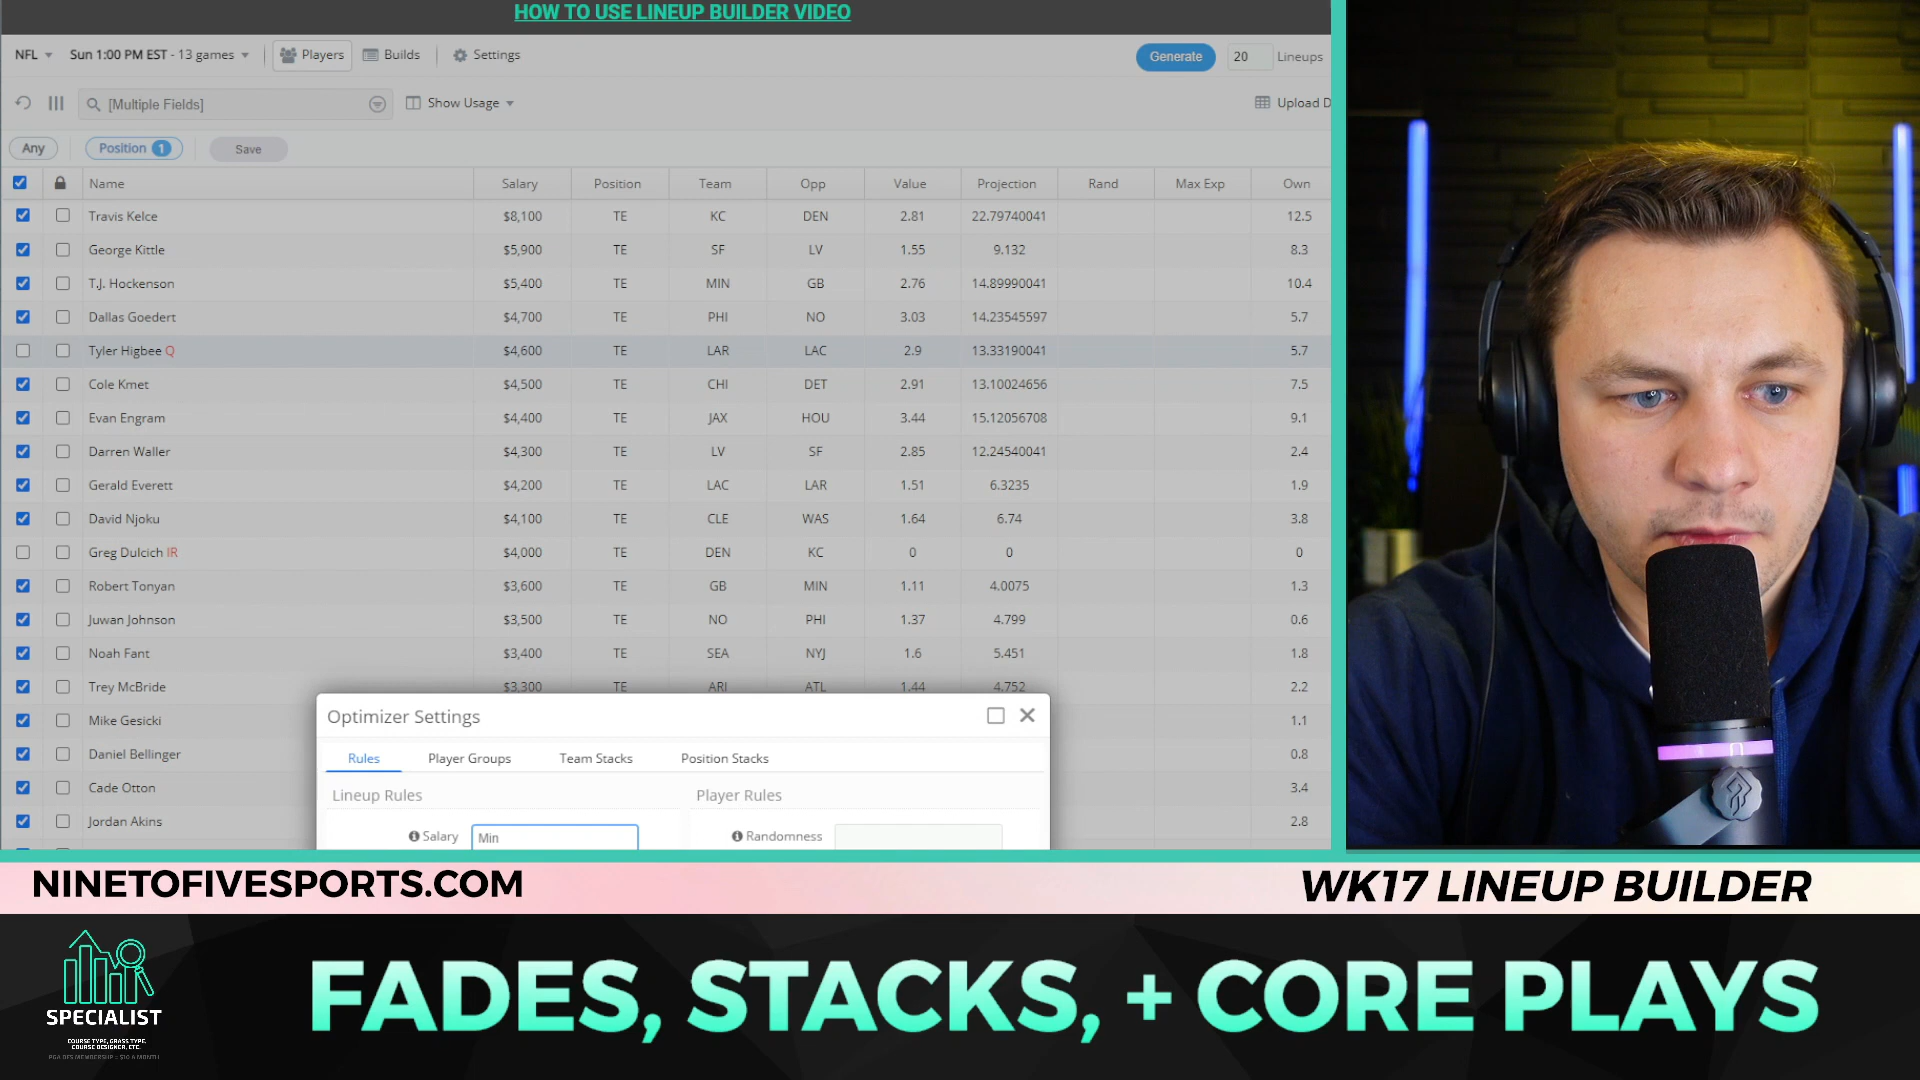 HOW TO USE LINEUP BUILDER VIDEO
NFL Sun 1:00 PM EST - 13 games Players Builds Settings Generate 20 Lineups
[Multiple Fields] Show Usage Upload D
Any Position 1 Save
Name Salary Position Team Opp Value Projection Rand Max Exp Own
Travis Kelce $8,100 TE KC DEN 2.81 22.79740041 12.5
George Kittle $5,900 TE SF LV 1.55 9.132 8.3
T.J. Hockenson $5,400 TE MIN GB 2.76 14.89990041 10.4
Dallas Goedert $4,700 TE PHI NO 3.03 14.23545597 5.7
Tyler Higbee Q $4,600 TE LAR LAC 2.9 13.33190041 5.7
Cole Kmet $4,500 TE CHI DET 2.91 13.10024656 7.5
Evan Engram $4,400 TE JAX HOU 3.44 15.12056708 9.1
Darren Waller $4,300 TE LV SF 2.85 12.24540041 2.4
Gerald Everett $4,200 TE LAC LAR 1.51 6.3235 1.9
David Njoku $4,100 TE CLE WAS 1.64 6.74 3.8
Greg Dulcich IR $4,000 TE DEN KC 0 0 0
Robert Tonyan $3,600 TE GB MIN 1.11 4.0075 1.3
Juwan Johnson $3,500 TE NO PHI 1.37 4.799 0.6
Noah Fant $3,400 TE SEA NYJ 1.6 5.451 1.8
Trey McBride $3,300 TE ARI ATL 1.44 4.752 2.2
Mike Gesicki 1.1
Daniel Bellinger 0.8
Cade Otton 3.4
Jordan Akins 2.8
Optimizer Settings
Rules Player Groups Team Stacks Position Stacks
Lineup Rules Player Rules
Salary Min Randomness
NINETOFIVESPORTS.COM
WK17 LINEUP BUILDER
SPECIALIST
COURSE TYPE, GRASS TYPE,
COURSE DESIGNER, ETC.
PGA DFS MEMBERSHIP :: $10 A MONTH
FADES, STACKS, + CORE PLAYS